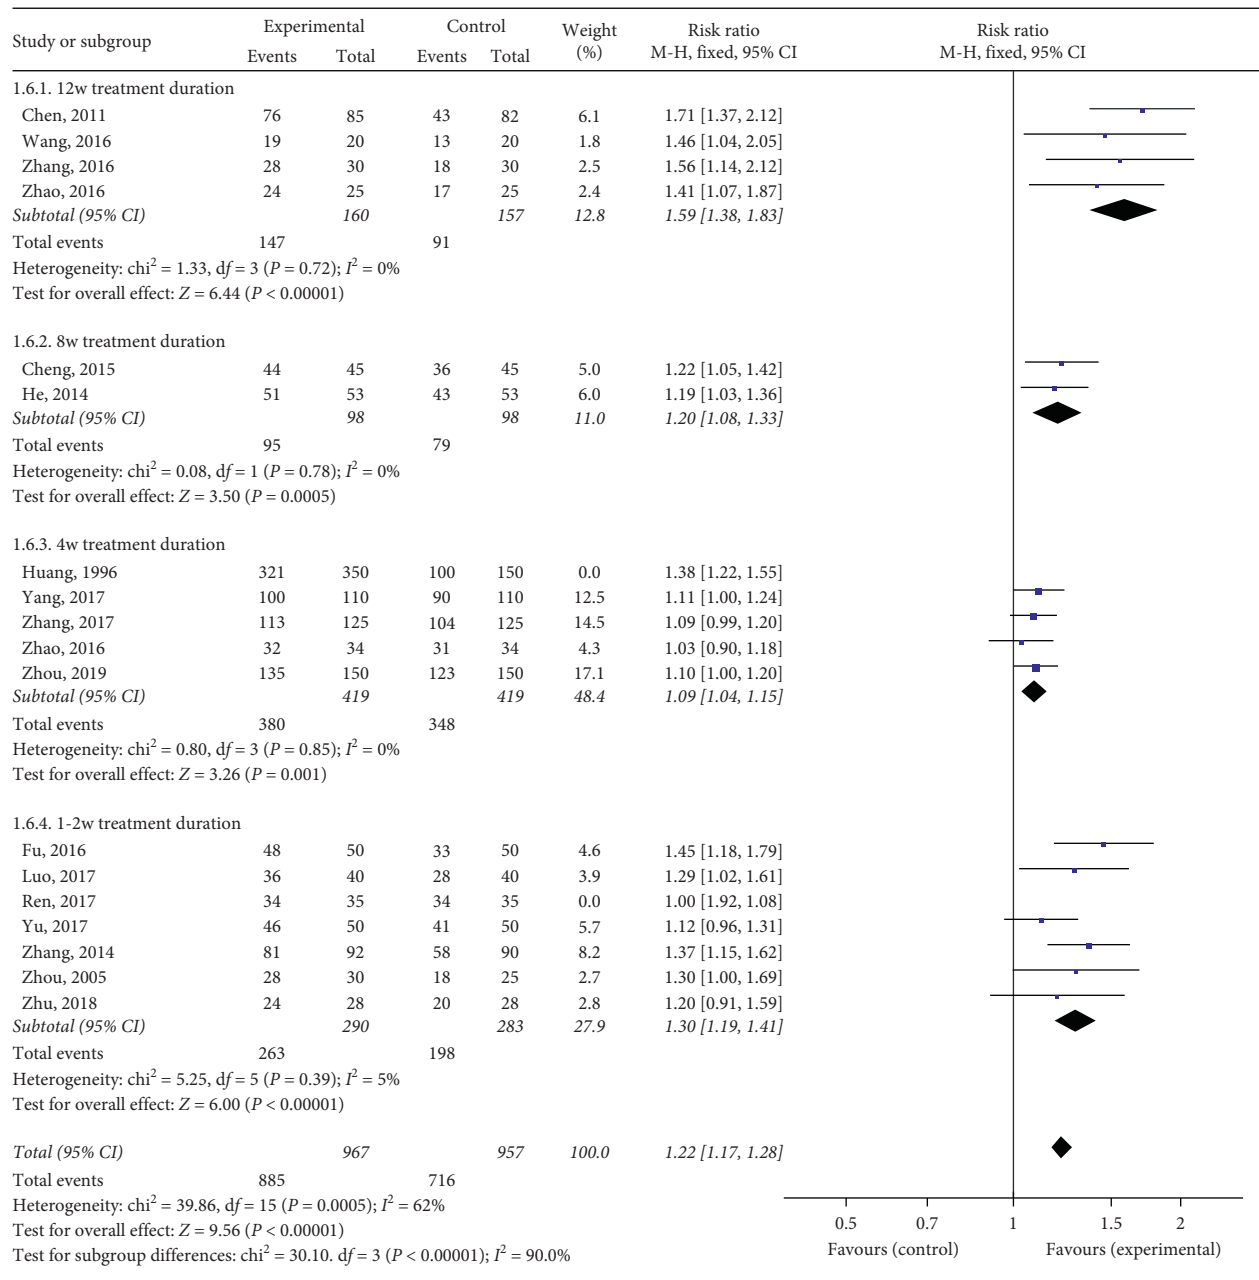 Study or subgroup Experimental Control Weight (%) Risk ratio M-H, fixed, 95% CI Risk ratio M-H, fixed, 95% CI
Events Total Events Total
1.6.1. 12w treatment duration
Chen, 2011 76 85 43 82 6.1 1.71 [1.37, 2.12]
Wang, 2016 19 20 13 20 1.8 1.46 [1.04, 2.05]
Zhang, 2016 28 30 18 30 2.5 1.56 [1.14, 2.12]
Zhao, 2016 24 25 17 25 2.4 1.41 [1.07, 1.87]
Subtotal (95% CI) 160 157 12.8 1.59 [1.38, 1.83]
Total events 147 91
Heterogeneity: chi² = 1.33, df = 3 (P = 0.72); I² = 0%
Test for overall effect: Z = 6.44 (P < 0.00001)
1.6.2. 8w treatment duration
Cheng, 2015 44 45 36 45 5.0 1.22 [1.05, 1.42]
He, 2014 51 53 43 53 6.0 1.19 [1.03, 1.36]
Subtotal (95% CI) 98 98 11.0 1.20 [1.08, 1.33]
Total events 95 79
Heterogeneity: chi² = 0.08, df = 1 (P = 0.78); I² = 0%
Test for overall effect: Z = 3.50 (P = 0.0005)
1.6.3. 4w treatment duration
Huang, 1996 321 350 100 150 0.0 1.38 [1.22, 1.55]
Yang, 2017 100 110 90 110 12.5 1.11 [1.00, 1.24]
Zhang, 2017 113 125 104 125 14.5 1.09 [0.99, 1.20]
Zhao, 2016 32 34 31 34 4.3 1.03 [0.90, 1.18]
Zhou, 2019 135 150 123 150 17.1 1.10 [1.00, 1.20]
Subtotal (95% CI) 419 419 48.4 1.09 [1.04, 1.15]
Total events 380 348
Heterogeneity: chi² = 0.80, df = 3 (P = 0.85); I² = 0%
Test for overall effect: Z = 3.26 (P = 0.001)
1.6.4. 1-2w treatment duration
Fu, 2016 48 50 33 50 4.6 1.45 [1.18, 1.79]
Luo, 2017 36 40 28 40 3.9 1.29 [1.02, 1.61]
Ren, 2017 34 35 34 35 0.0 1.00 [1.92, 1.08]
Yu, 2017 46 50 41 50 5.7 1.12 [0.96, 1.31]
Zhang, 2014 81 92 58 90 8.2 1.37 [1.15, 1.62]
Zhou, 2005 28 30 18 25 2.7 1.30 [1.00, 1.69]
Zhu, 2018 24 28 20 28 2.8 1.20 [0.91, 1.59]
Subtotal (95% CI) 290 283 27.9 1.30 [1.19, 1.41]
Total events 263 198
Heterogeneity: chi² = 5.25, df = 5 (P = 0.39); I² = 5%
Test for overall effect: Z = 6.00 (P < 0.00001)
Total (95% CI) 967 957 100.0 1.22 [1.17, 1.28]
Total events 885 716
Heterogeneity: chi² = 39.86, df = 15 (P = 0.0005); I² = 62%
Test for overall effect: Z = 9.56 (P < 0.00001)
Test for subgroup differences: chi² = 30.10. df = 3 (P < 0.00001); I² = 90.0%
0.5 0.7 1 1.5 2
Favours (control) Favours (experimental)